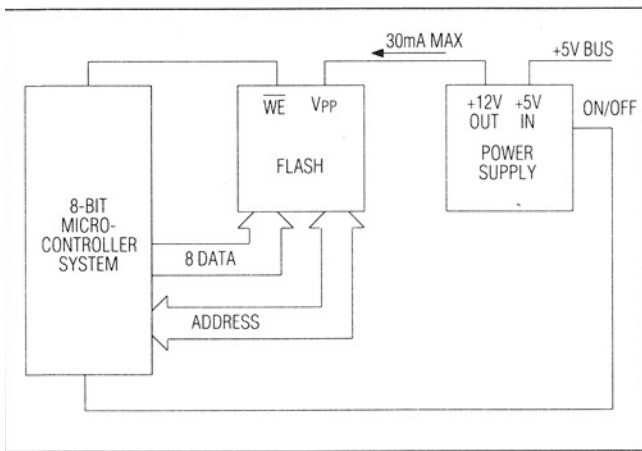 30mA MAX
+5V BUS
WE VPP
+12V +5V
OUT IN
ON/OFF
FLASH
POWER
SUPPLY
8-BIT
MICRO-
CONTROLLER
SYSTEM
8 DATA
ADDRESS